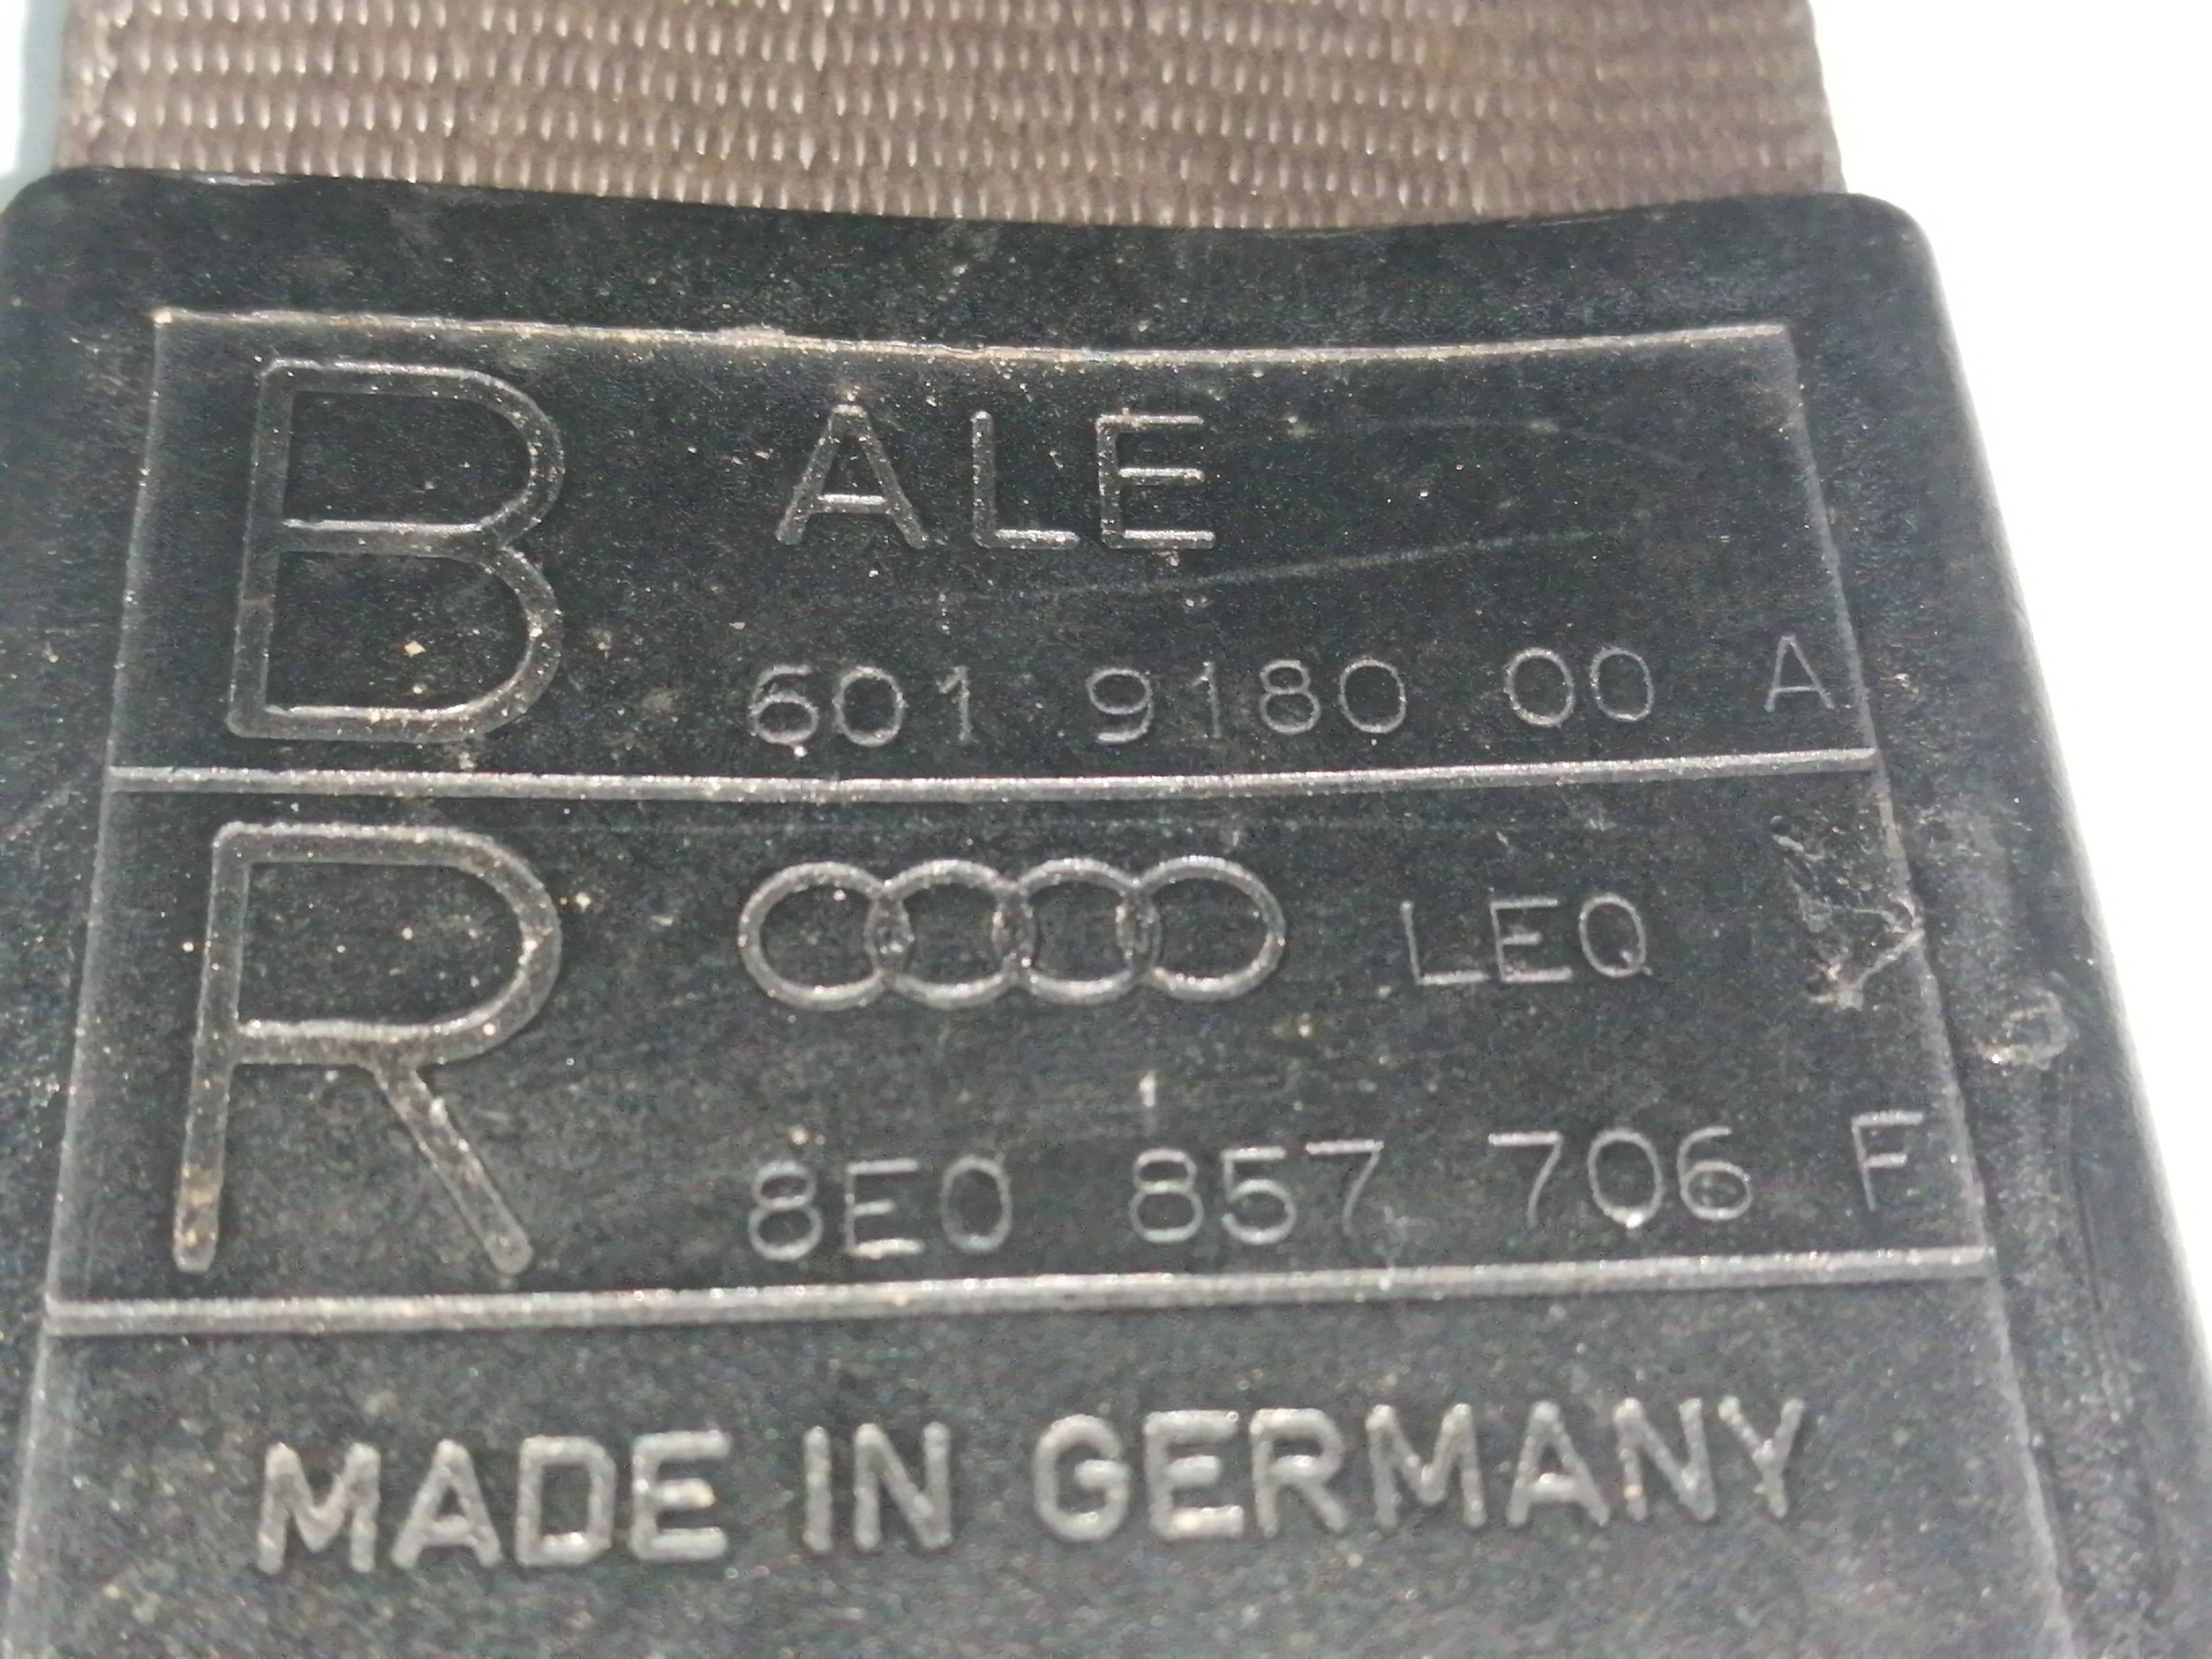 B ALE
601 9180 00 A
R LEQ
8E0 857 706 F
MADE IN GERMANY